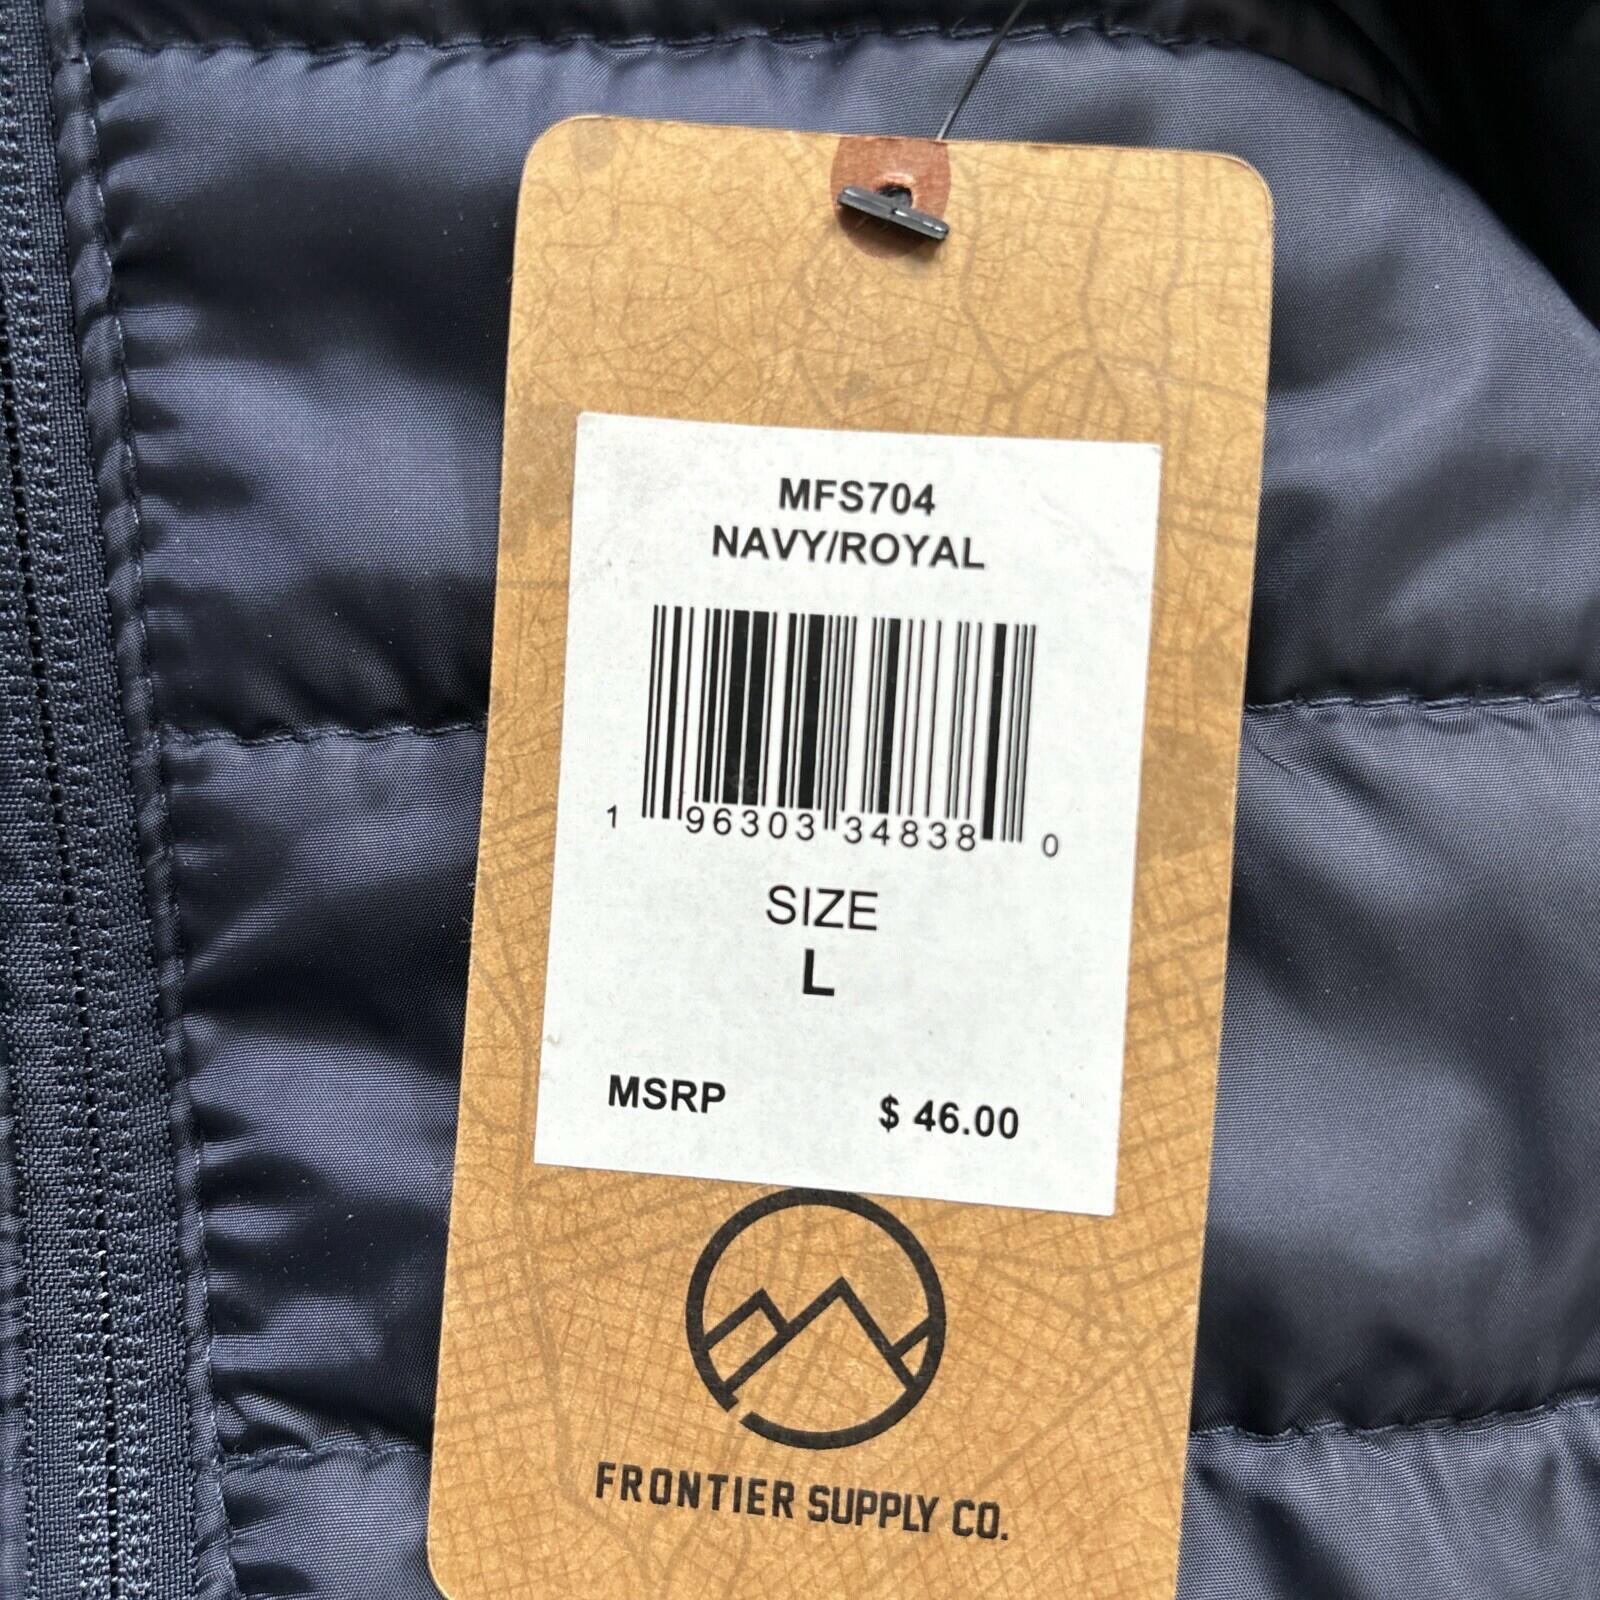 MFS704
NAVY/ROYAL
1 96303 34838 0
SIZE
L
MSRP $ 46.00
FRONTIER SUPPLY CO.